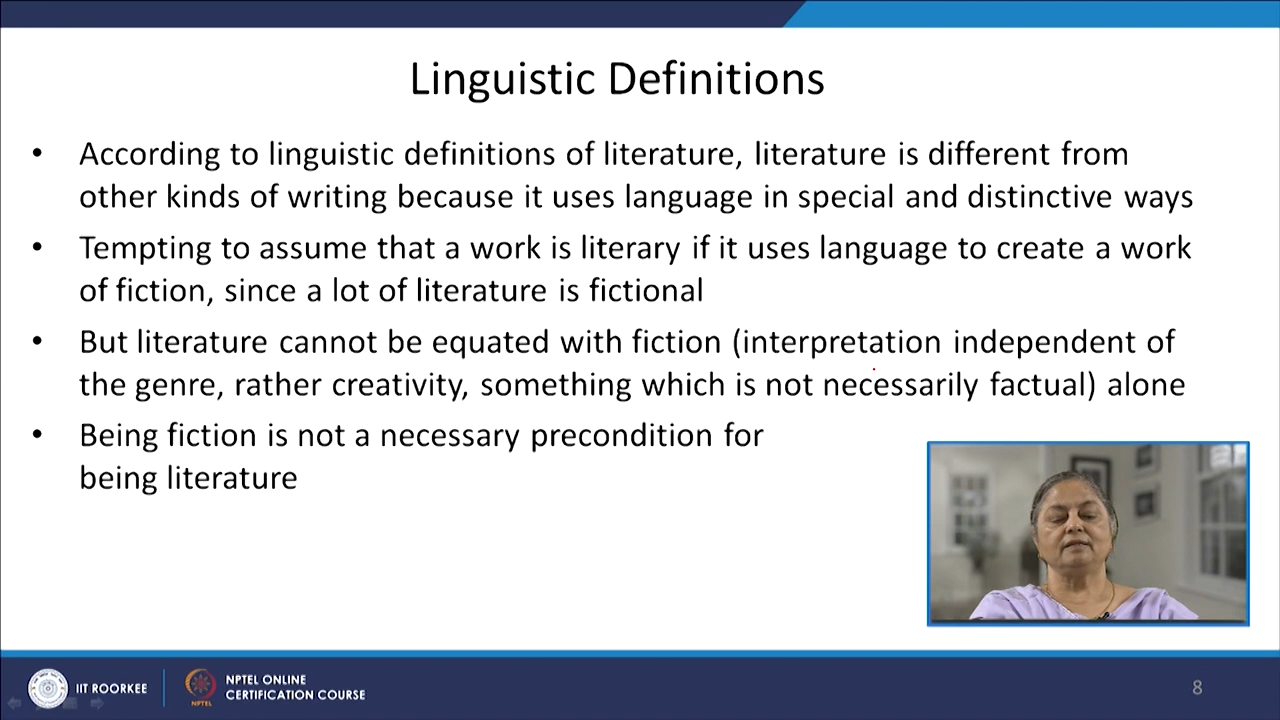 Linguistic Definitions
• According to linguistic definitions of literature, literature is different from
other kinds of writing because it uses language in special and distinctive ways
• Tempting to assume that a work is literary if it uses language to create a work
of fiction, since a lot of literature is fictional
• But literature cannot be equated with fiction (interpretation independent of
the genre, rather creativity, something which is not necessarily factual) alone
• Being fiction is not a necessary precondition for
being literature
IIT ROORKEE
NPTEL
NPTEL ONLINE
CERTIFICATION COURSE
8